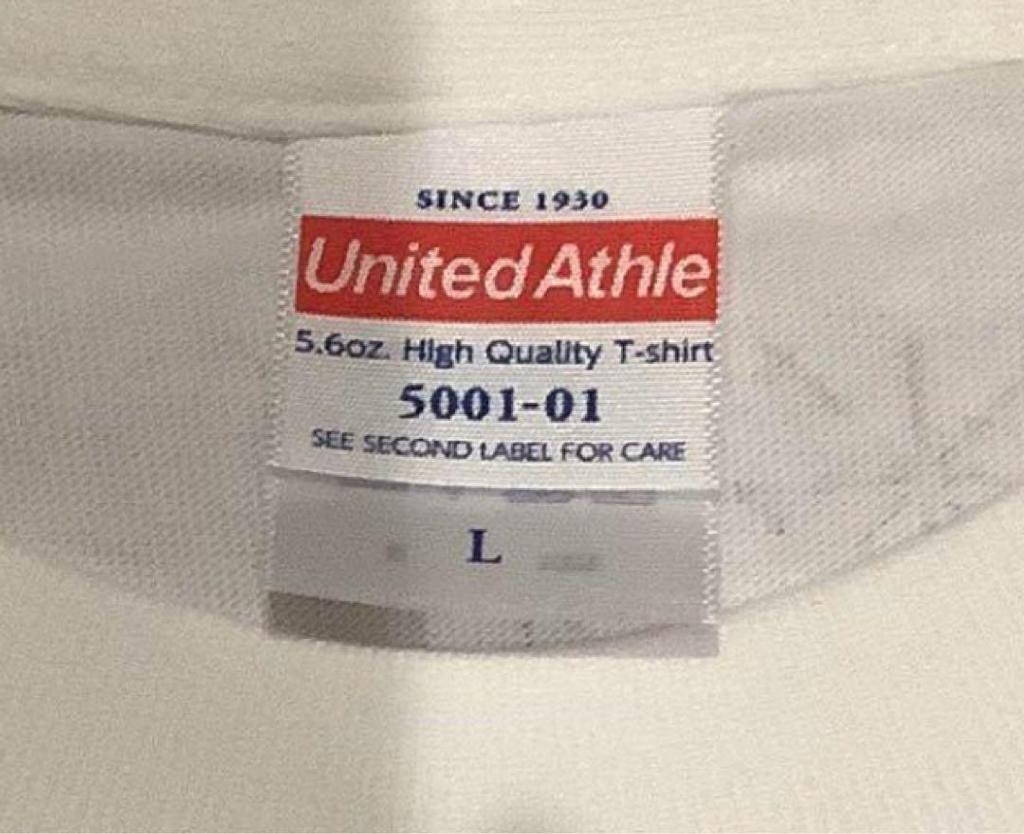 SINCE 1930
United Athle
5.6oz. High Quality T-shirt
5001-01
SEE SECOND LABEL FOR CARE
L